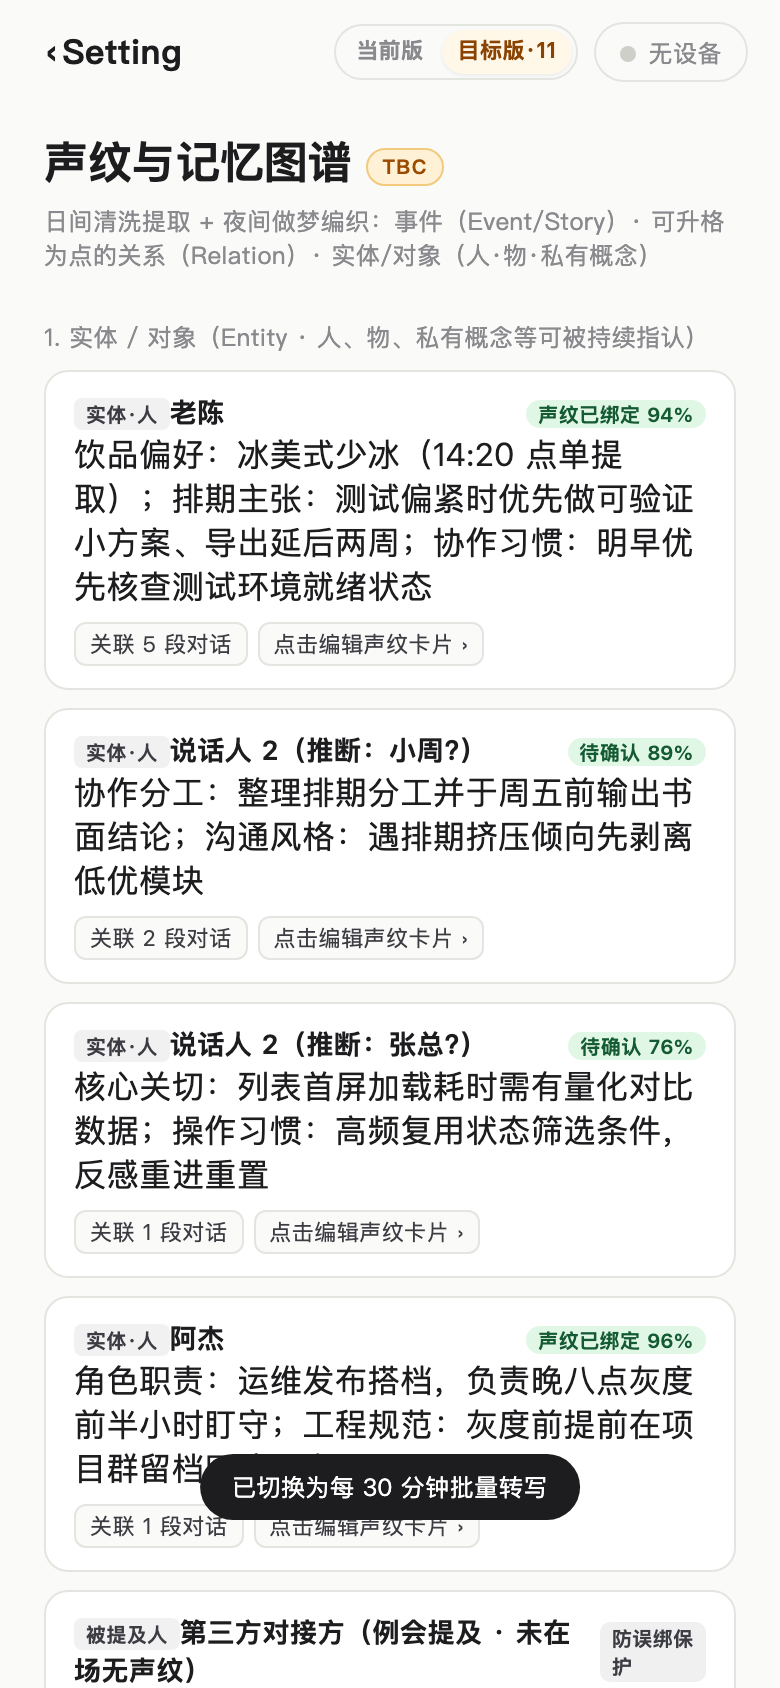 ‹Setting
当前版 目标版·11 无设备
声纹与记忆图谱 TBC
日间清洗提取 + 夜间做梦编织：事件（Event/Story）· 可升格
为点的关系（Relation）· 实体/对象（人·物·私有概念）
1. 实体 / 对象（Entity · 人、物、私有概念等可被持续指认）
实体·人 老陈 声纹已绑定 94%
饮品偏好：冰美式少冰（14:20 点单提
取）；排期主张：测试偏紧时优先做可验证
小方案、导出延后两周；协作习惯：明早优
先核查测试环境就绪状态
关联 5 段对话 点击编辑声纹卡片 ›
实体·人 说话人 2（推断：小周?） 待确认 89%
协作分工：整理排期分工并于周五前输出书
面结论；沟通风格：遇排期挤压倾向先剥离
低优模块
关联 2 段对话 点击编辑声纹卡片 ›
实体·人 说话人 2（推断：张总?） 待确认 76%
核心关切：列表首屏加载耗时需有量化对比
数据；操作习惯：高频复用状态筛选条件，
反感重进重置
关联 1 段对话 点击编辑声纹卡片 ›
实体·人 阿杰 声纹已绑定 96%
角色职责：运维发布搭档，负责晚八点灰度
前半小时盯守；工程规范：灰度前提前在项
目群留档
已切换为每 30 分钟批量转写
关联 1 段对话 点击编辑声纹卡片 ›
被提及人 第三方对接方（例会提及 · 未在
场无声纹）
防误绑保
护